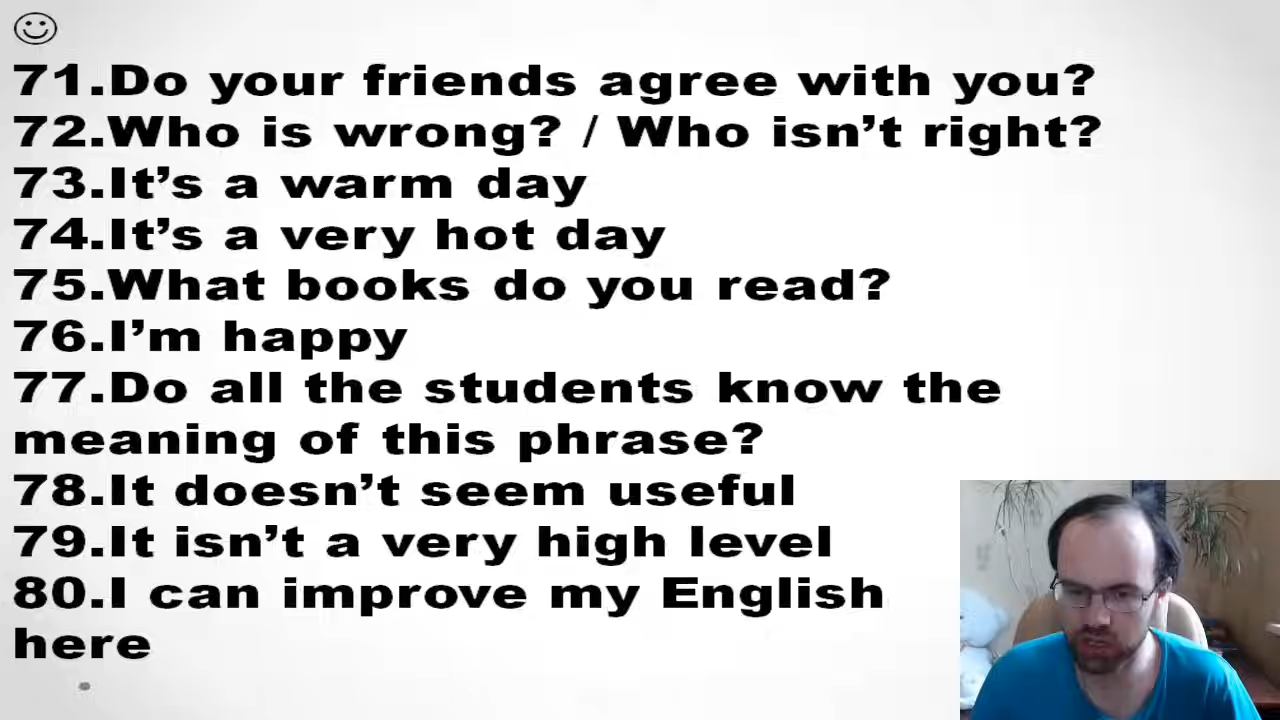 71.Do your friends agree with you?
72.Who is wrong? / Who isn’t right?
73.It’s a warm day
74.It’s a very hot day
75.What books do you read?
76.I’m happy
77.Do all the students know the
meaning of this phrase?
78.It doesn’t seem useful
79.It isn’t a very high level
80.I can improve my English
here